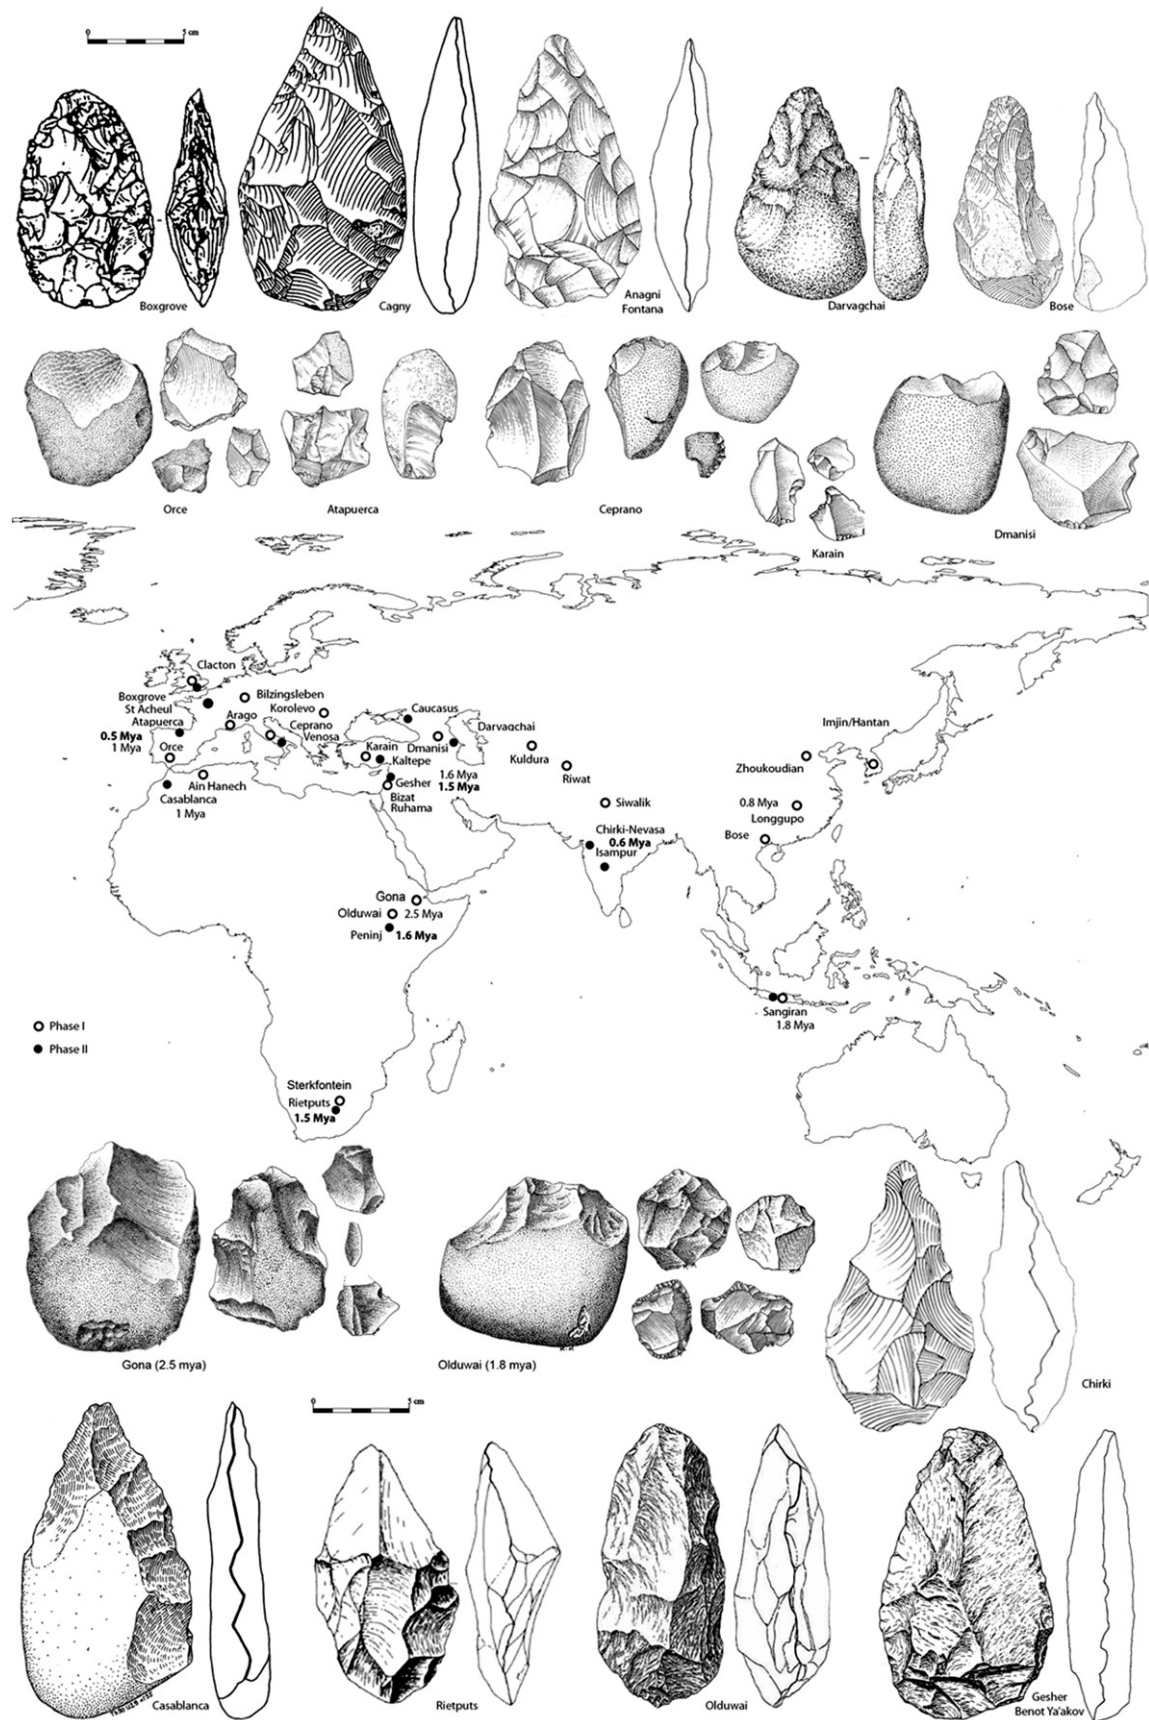 0 5 cm
Boxgrove
Cagny
Anagni
Fontana
Darvagchai
Bose
Orce
Atapuerca
Ceprano
Karain
Dmanisi
Clacton
Boxgrove
St Acheul
Atapuerca
0.5 Mya
1 Mya
Orce
Arago
Bilzingsleben
Korolevo
Ceprano
Venosa
Ain Hanech
Casablanca
1 Mya
Caucasus
Karain
Kaltepe
Dmanisi
Darvagchai
1.6 Mya
1.5 Mya
Gesher
Bizat
Ruhama
Kuldura
Riwat
Siwalik
Chirki-Nevasa
0.6 Mya
Isampur
Imjin/Hantan
Zhoukoudian
0.8 Mya
Longgupo
Bose
Gona
Olduwai
2.5 Mya
Peninj
1.6 Mya
Sangiran
1.8 Mya
Phase I
Phase II
Sterkfontein
Rietputs
1.5 Mya
Gona (2.5 mya)
Olduwai (1.8 mya)
Chirki
0 5 cm
Casablanca
Rietputs
Olduwai
Gesher
Benot Ya'akov